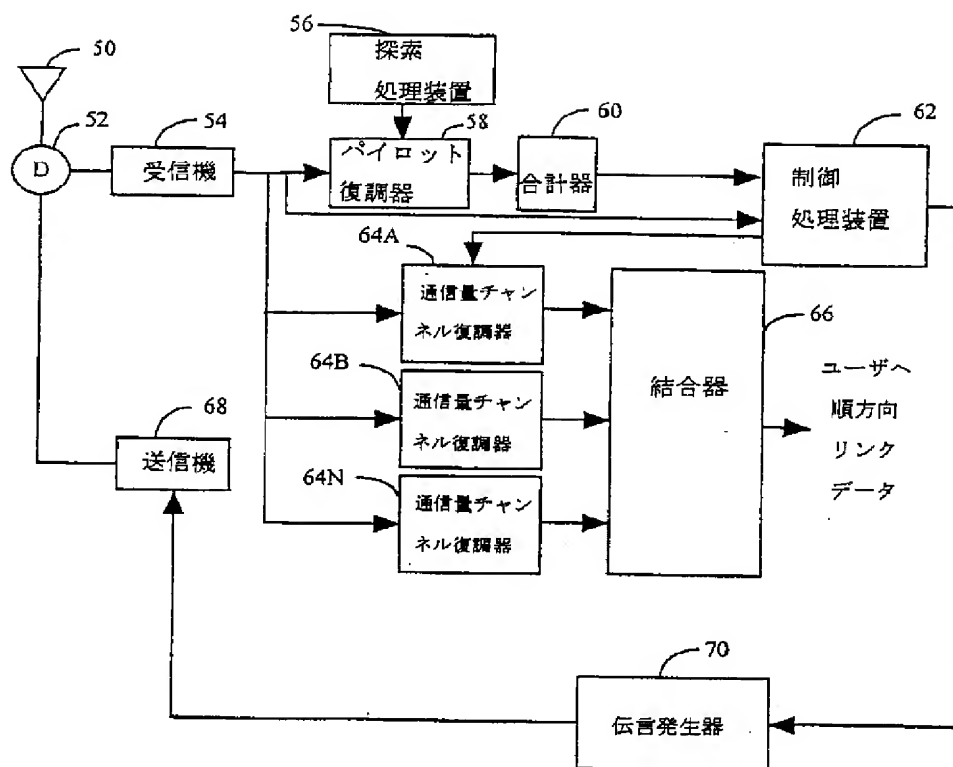 56
50
探索
処理装置
52
54
58
60
62
D
受信機
パイロット
復調器
合計器
制御
処理装置
64A
通信量チャン
ネル復調器
66
64B
通信量チャン
ネル復調器
結合器
ユーザへ
順方向
リンク
データ
68
送信機
64N
通信量チャン
ネル復調器
70
伝言発生器